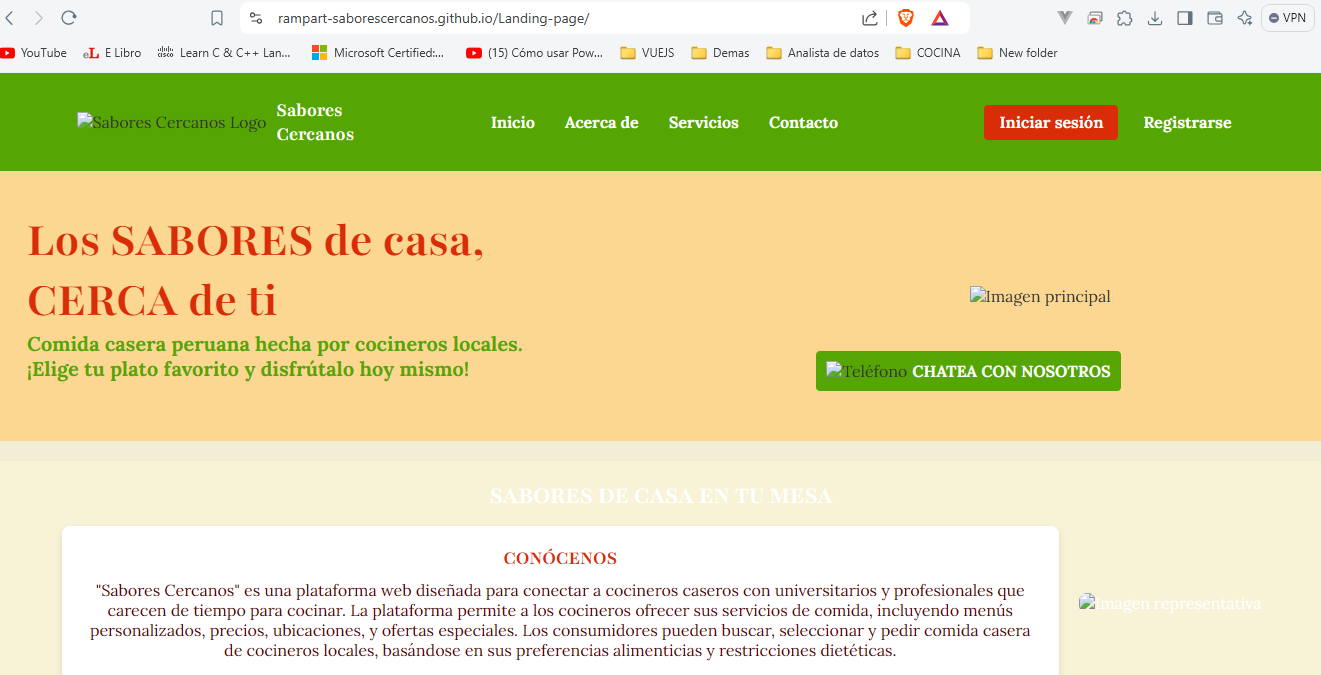 rampart-saborescercanos.github.io/Landing-page/
VPN
YouTube
eL E Libro
Learn C & C++ Lan...
Microsoft Certified:...
(15) Cómo usar Pow...
VUEJS
Demas
Analista de datos
COCINA
New folder
Sabores Cercanos Logo
Sabores
Cercanos
Inicio
Acerca de
Servicios
Contacto
Iniciar sesión
Registrarse
Los SABORES de casa,
CERCA de ti
Comida casera peruana hecha por cocineros locales.
¡Elige tu plato favorito y disfrútalo hoy mismo!
Imagen principal
Teléfono CHATEA CON NOSOTROS
SABORES DE CASA EN TU MESA
CONÓCENOS
"Sabores Cercanos" es una plataforma web diseñada para conectar a cocineros caseros con universitarios y profesionales que
carecen de tiempo para cocinar. La plataforma permite a los cocineros ofrecer sus servicios de comida, incluyendo menús
personalizados, precios, ubicaciones, y ofertas especiales. Los consumidores pueden buscar, seleccionar y pedir comida casera
de cocineros locales, basándose en sus preferencias alimenticias y restricciones dietéticas.
Imagen representativa